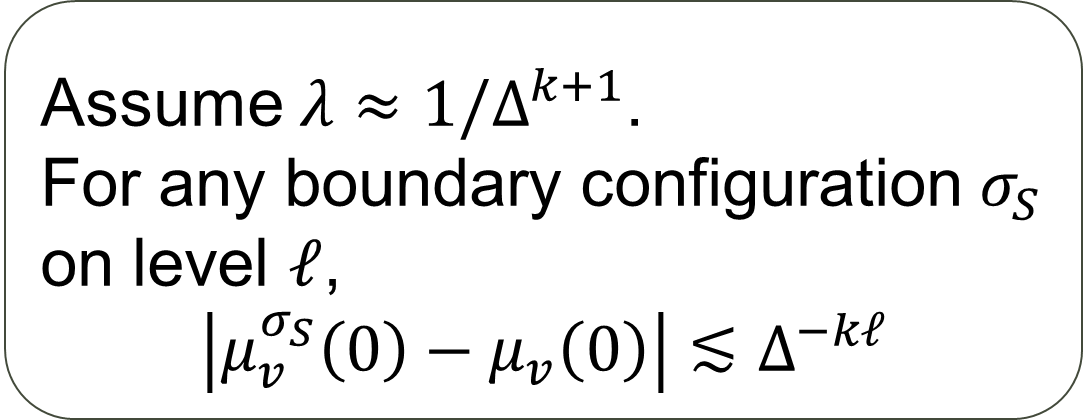 Assume λ ≈ 1/Δ^{k+1}.
For any boundary configuration σ_S
on level ℓ,
|μ_v^{σ_S}(0) − μ_v(0)| ⪅ Δ^{−kℓ}